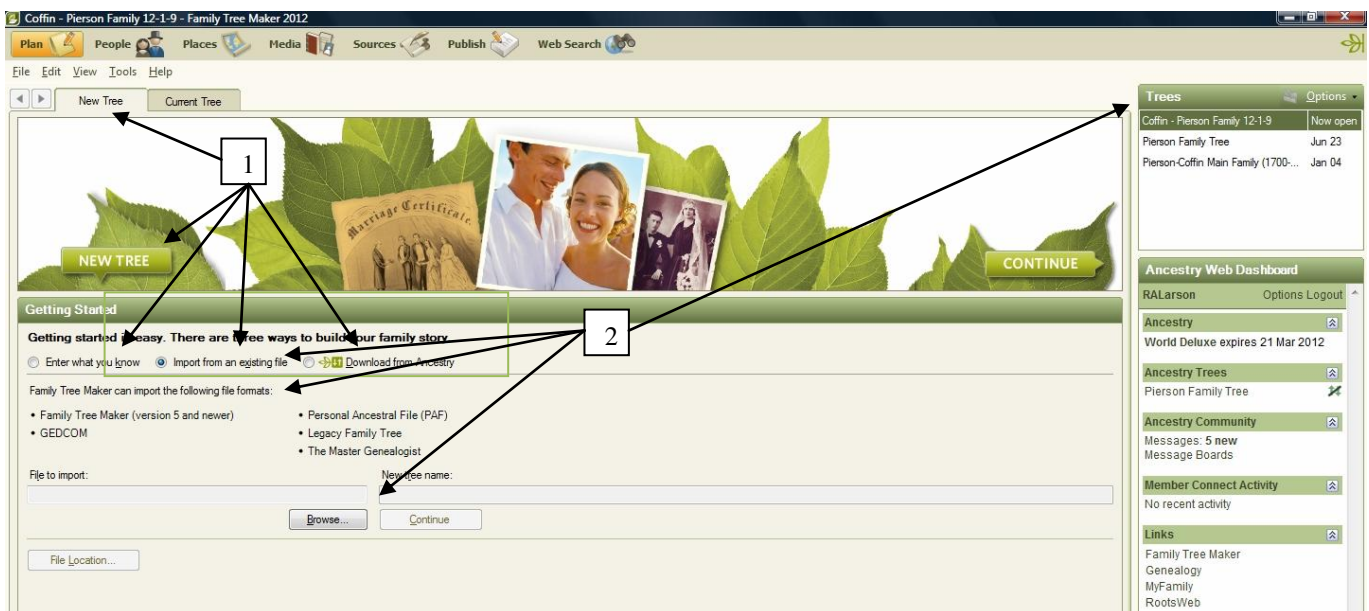 Coffin - Pierson Family 12-1-9 - Family Tree Maker 2012
Plan People Places Media Sources Publish Web Search
File Edit View Tools Help
New Tree Current Tree
1
Marriage Certificate
NEW TREE
CONTINUE
Getting Started
Getting started is easy. There are three ways to build your family story
Enter what you know Import from an existing file Download from Ancestry
2
Family Tree Maker can import the following file formats:
• Family Tree Maker (version 5 and newer)
• GEDCOM
• Personal Ancestral File (PAF)
• Legacy Family Tree
• The Master Genealogist
File to import: New tree name:
Browse... Continue
File Location...
Trees Options
Coffin - Pierson Family 12-1-9 Now open
Pierson Family Tree Jun 23
Pierson-Coffin Main Family (1700-... Jan 04
Ancestry Web Dashboard
RALarson Options Logout
Ancestry
World Deluxe expires 21 Mar 2012
Ancestry Trees
Pierson Family Tree
Ancestry Community
Messages: 5 new
Message Boards
Member Connect Activity
No recent activity
Links
Family Tree Maker
Genealogy
MyFamily
RootsWeb